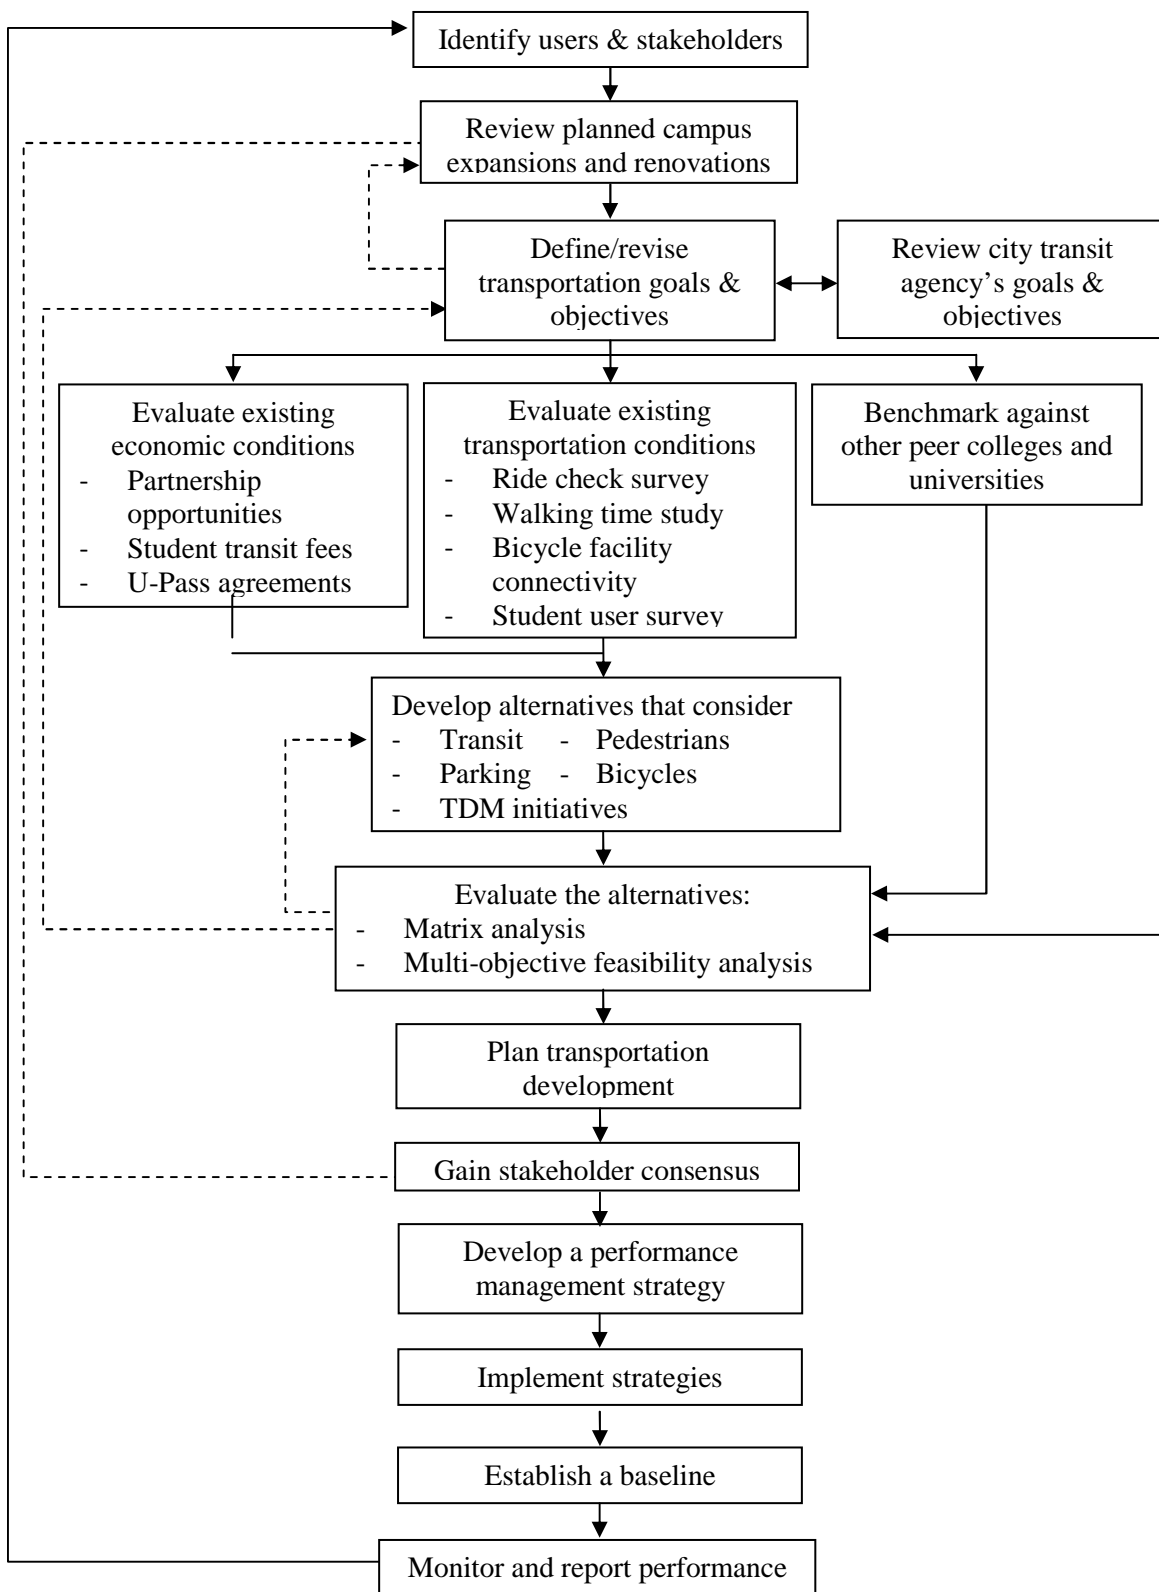 Identify users & stakeholders
Review planned campus
expansions and renovations
Define/revise
transportation goals &
objectives
Review city transit
agency’s goals &
objectives
Evaluate existing
economic conditions
- Partnership
opportunities
- Student transit fees
- U-Pass agreements
Evaluate existing
transportation conditions
- Ride check survey
- Walking time study
- Bicycle facility
connectivity
- Student user survey
Benchmark against
other peer colleges and
universities
Develop alternatives that consider
- Transit - Pedestrians
- Parking - Bicycles
- TDM initiatives
Evaluate the alternatives:
- Matrix analysis
- Multi-objective feasibility analysis
Plan transportation
development
Gain stakeholder consensus
Develop a performance
management strategy
Implement strategies
Establish a baseline
Monitor and report performance